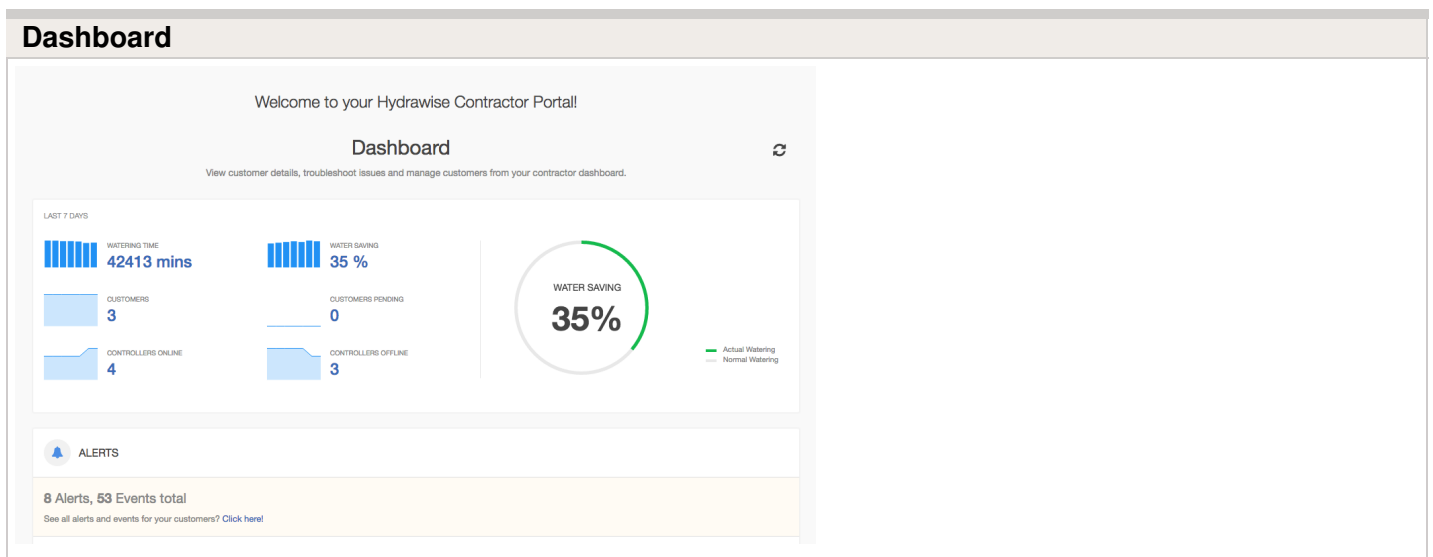 Dashboard
Welcome to your Hydrawise Contractor Portal!
Dashboard
View customer details, troubleshoot issues and manage customers from your contractor dashboard.
LAST 7 DAYS
WATERING TIME
42413 mins
WATER SAVING
35 %
CUSTOMERS
3
CUSTOMERS PENDING
0
CONTROLLERS ONLINE
4
CONTROLLERS OFFLINE
3
WATER SAVING
35%
Actual Watering
Normal Watering
ALERTS
8 Alerts, 53 Events total
See all alerts and events for your customers? Click here!